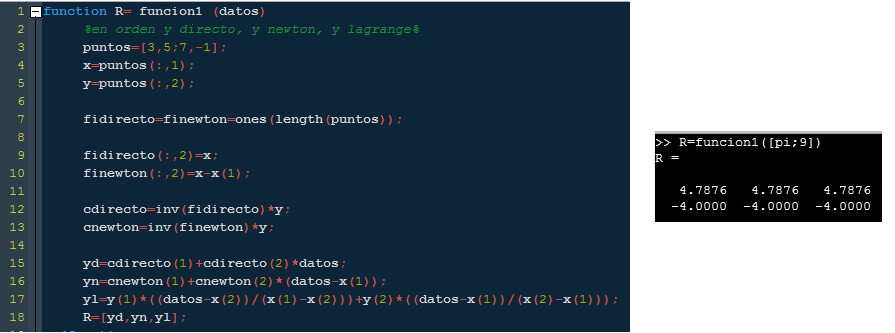 1 function R= funcion1 (datos)
2 %en orden y directo, y newton, y lagrange%
3 puntos=[3,5;7,-1];
4 x=puntos(:,1);
5 y=puntos(:,2);
6
7 fidirecto=finewton=ones(length(puntos));
8
9 fidirecto(:,2)=x;
10 finewton(:,2)=x-x(1);
11
12 cdirecto=inv(fidirecto)*y;
13 cnewton=inv(finewton)*y;
14
15 yd=cdirecto(1)+cdirecto(2)*datos;
16 yn=cnewton(1)+cnewton(2)*(datos-x(1));
17 yl=y(1)*((datos-x(2))/(x(1)-x(2)))+y(2)*((datos-x(1))/(x(2)-x(1)));
18 R=[yd,yn,yl];
>> R=funcion1([pi;9])
R =
4.7876 4.7876 4.7876
-4.0000 -4.0000 -4.0000